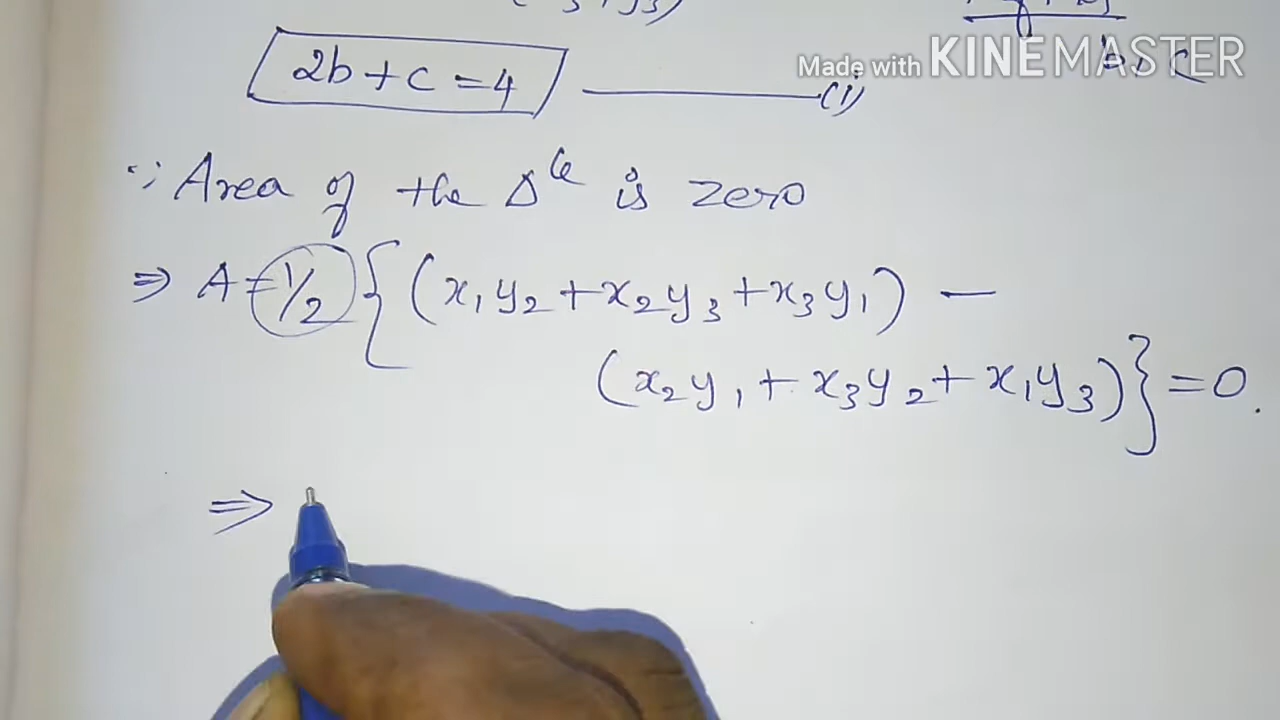 2b + c = 4 (i)
b, c
Made with KINEMASTER
∵ Area of the Δle is zero
⇒ A = 1/2 { (x₁y₂ + x₂y₃ + x₃y₁) −
(x₂y₁ + x₃y₂ + x₁y₃) } = 0.
⇒